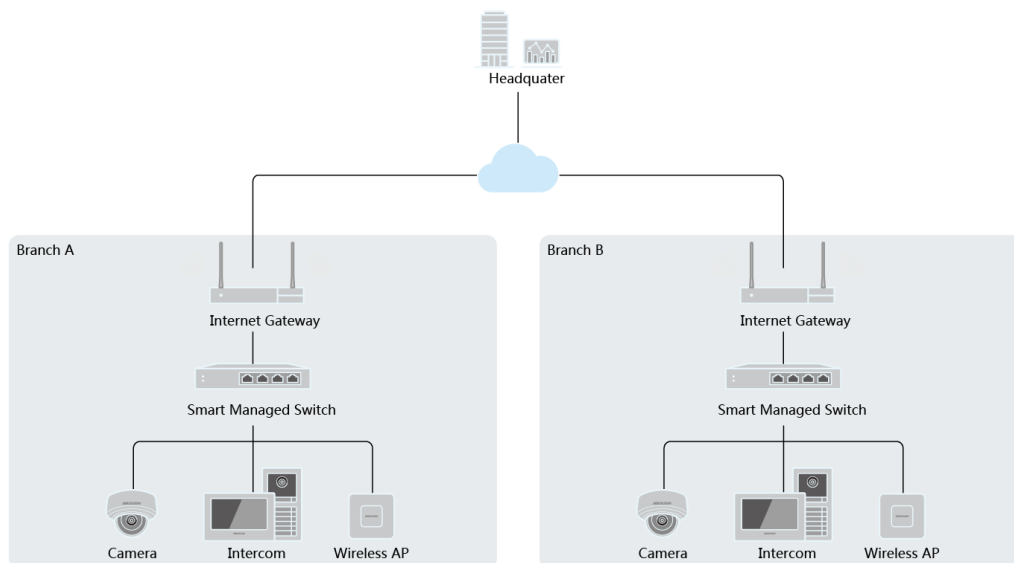 Headquater
Branch A
Branch B
Internet Gateway
Internet Gateway
Smart Managed Switch
Smart Managed Switch
Camera
Intercom
Wireless AP
Camera
Intercom
Wireless AP